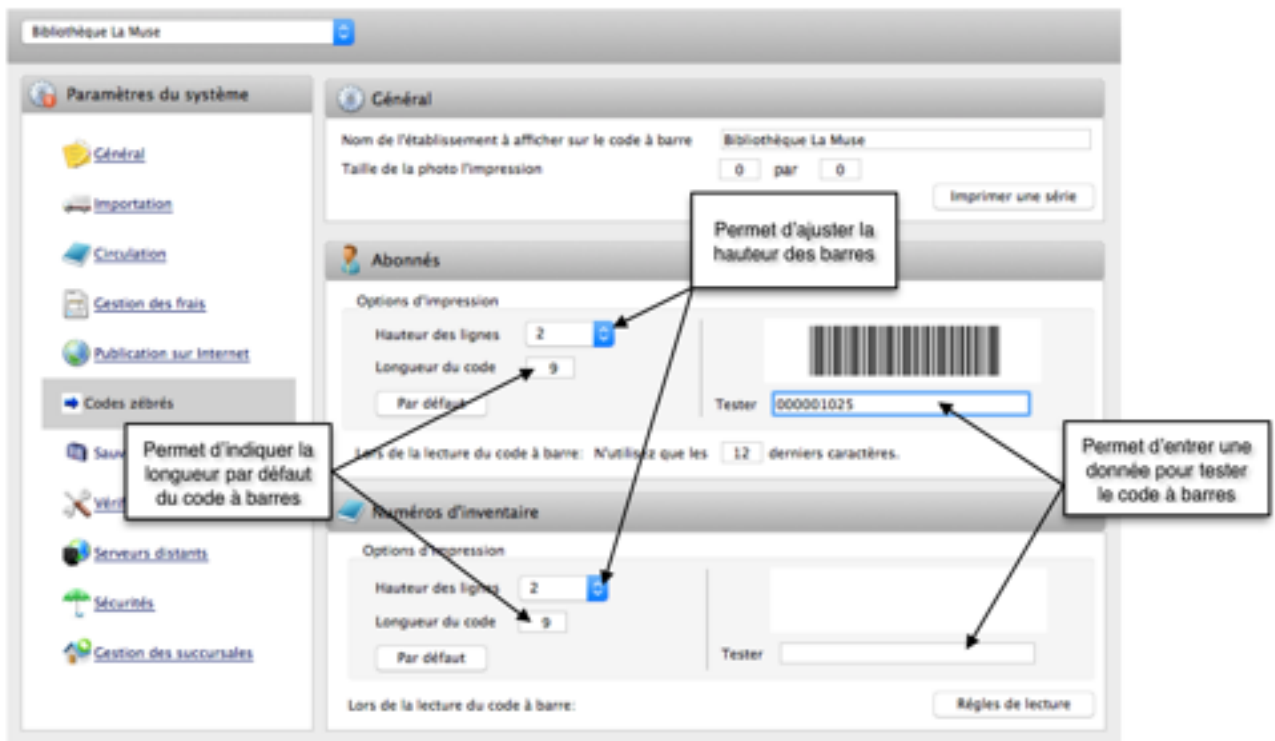 Bibliothèque La Muse
Paramètres du système
Général
Importation
Circulation
Gestion des frais
Publication sur Internet
Codes zébrés
Serveurs distants
Sécurités
Gestion des succursales
Général
Nom de l'établissement à afficher sur le code à barre Bibliothèque La Muse
Taille de la photo l'impression 0 par 0
Imprimer une série
Permet d'ajuster la
hauteur des barres
Abonnés
Options d'impression
Hauteur des lignes 2
Longueur du code 9
Par défaut
Tester 000001025
Lors de la lecture du code à barre: N'utilisez que les 12 derniers caractères.
Permet d'indiquer la
longueur par défaut
du code à barres
Permet d'entrer une
donnée pour tester
le code à barres
Numéros d'inventaire
Options d'impression
Hauteur des lignes 2
Longueur du code 9
Par défaut
Tester
Lors de la lecture du code à barre:
Régles de lecture